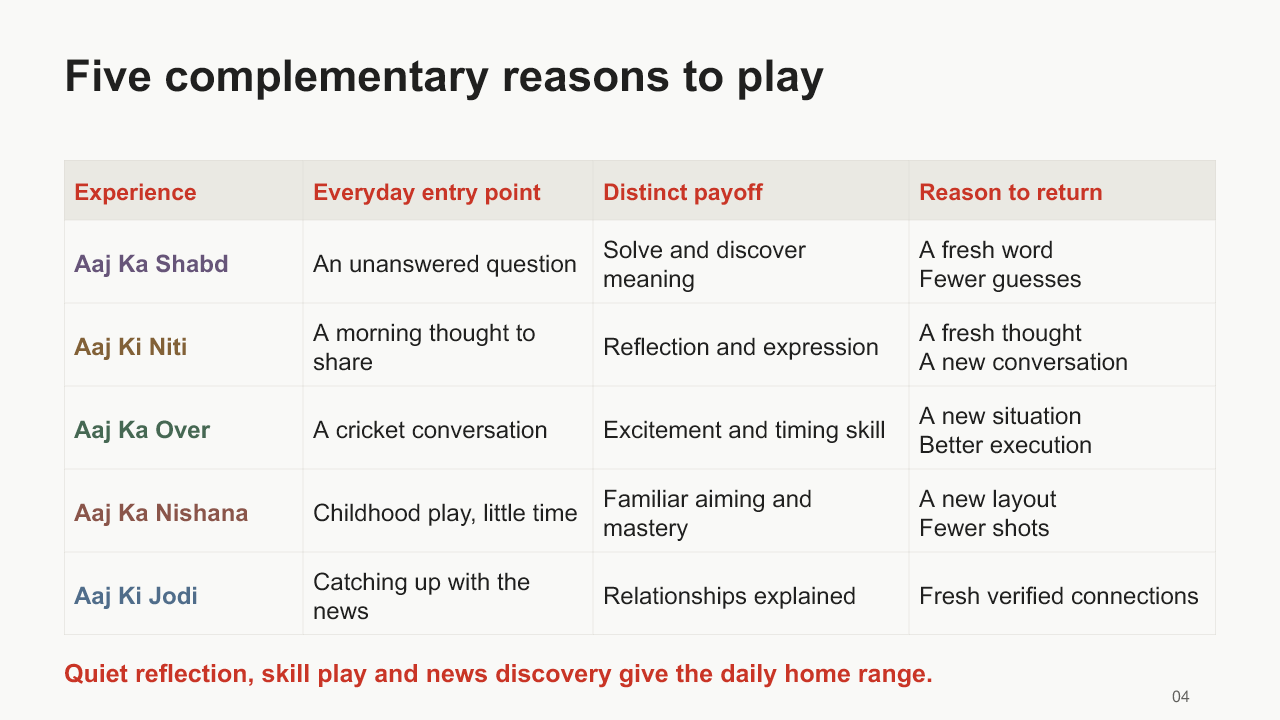 Five complementary reasons to play
Experience
Everyday entry point
Distinct payoff
Reason to return
Aaj Ka Shabd
An unanswered question
Solve and discover
meaning
A fresh word
Fewer guesses
Aaj Ki Niti
A morning thought to
share
Reflection and expression
A fresh thought
A new conversation
Aaj Ka Over
A cricket conversation
Excitement and timing skill
A new situation
Better execution
Aaj Ka Nishana
Childhood play, little time
Familiar aiming and
mastery
A new layout
Fewer shots
Aaj Ki Jodi
Catching up with the
news
Relationships explained
Fresh verified connections
Quiet reflection, skill play and news discovery give the daily home range.
04